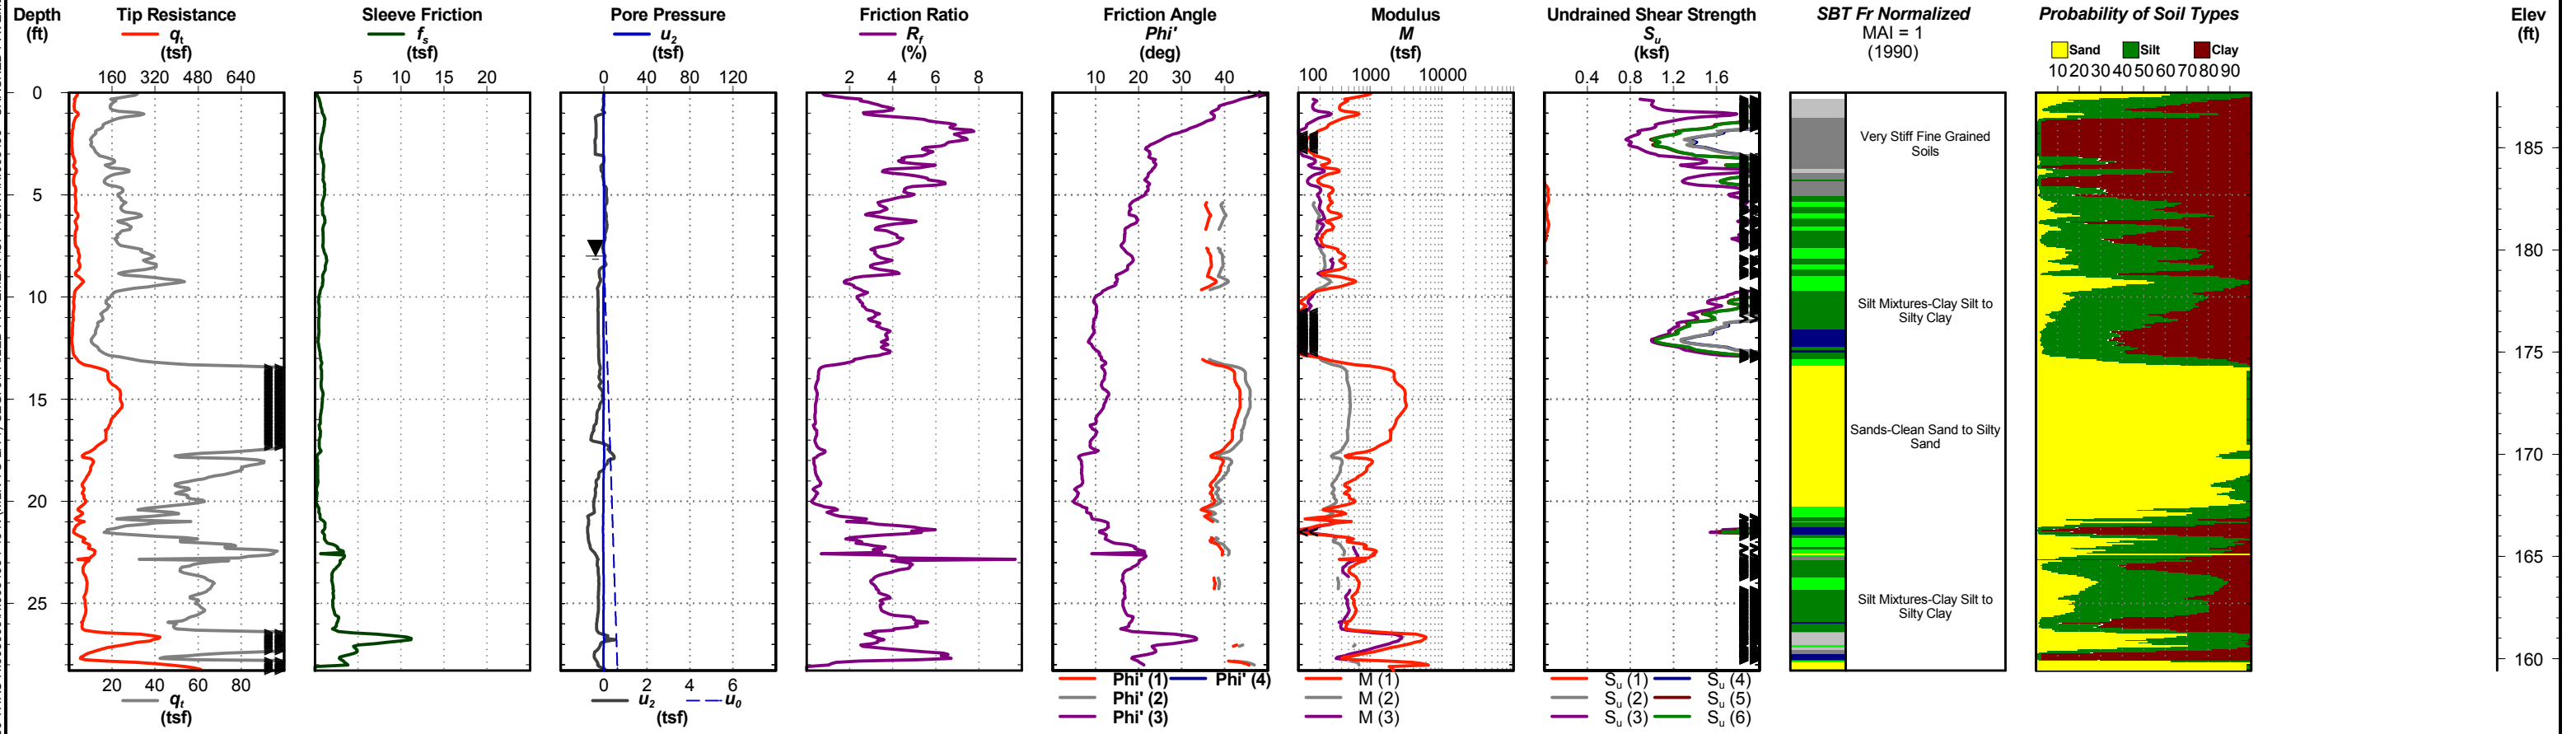 Depth
(ft)
Tip Resistance
qt
(tsf)
160 320 480 640
Sleeve Friction
fs
(tsf)
5 10 15 20
Pore Pressure
u2
(tsf)
0 40 80 120
Friction Ratio
Rf
(%)
2 4 6 8
Friction Angle
Phi'
(deg)
10 20 30 40
Modulus
M
(tsf)
100 1000 10000
Undrained Shear Strength
Su
(ksf)
0.4 0.8 1.2 1.6
SBT Fr Normalized
MAI = 1
(1990)
Probability of Soil Types
Sand Silt Clay
10 20 30 40 50 60 70 80 90
Elev
(ft)
0
5
10
15
20
25
Very Stiff Fine Grained
Soils
Silt Mixtures-Clay Silt to
Silty Clay
Sands-Clean Sand to Silty
Sand
Silt Mixtures-Clay Silt to
Silty Clay
185
180
175
170
165
160
20 40 60 80
qt
(tsf)
0 2 4 6
u2 u0
(tsf)
Phi' (1) Phi' (4)
Phi' (2)
Phi' (3)
M (1)
M (2)
M (3)
Su (1) Su (4)
Su (2) Su (5)
Su (3) Su (6)